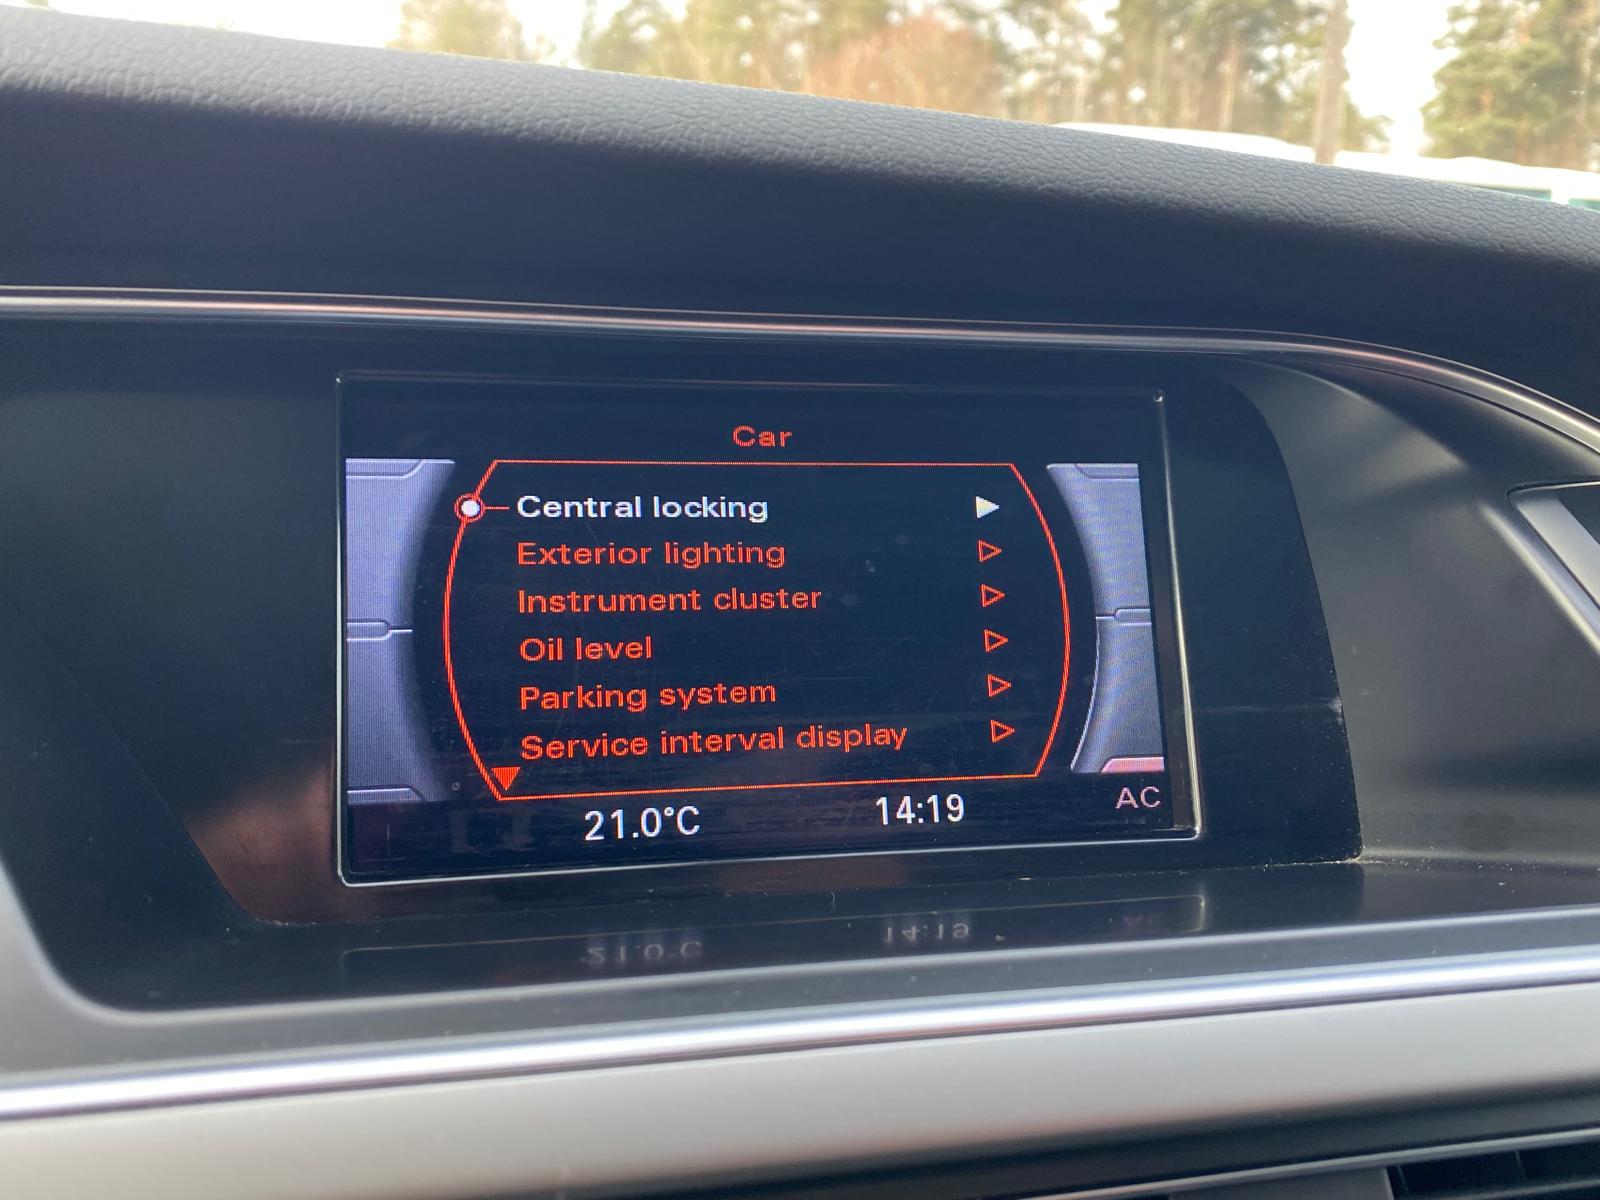 Car
Central locking
Exterior lighting
Instrument cluster
Oil level
Parking system
Service interval display
21.0°C 14:19 AC